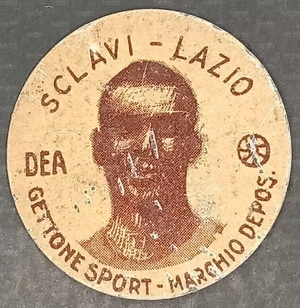 SCLAVI - LAZIO
DEA
GETTONE SPORT - MARCHIO DEPOS.